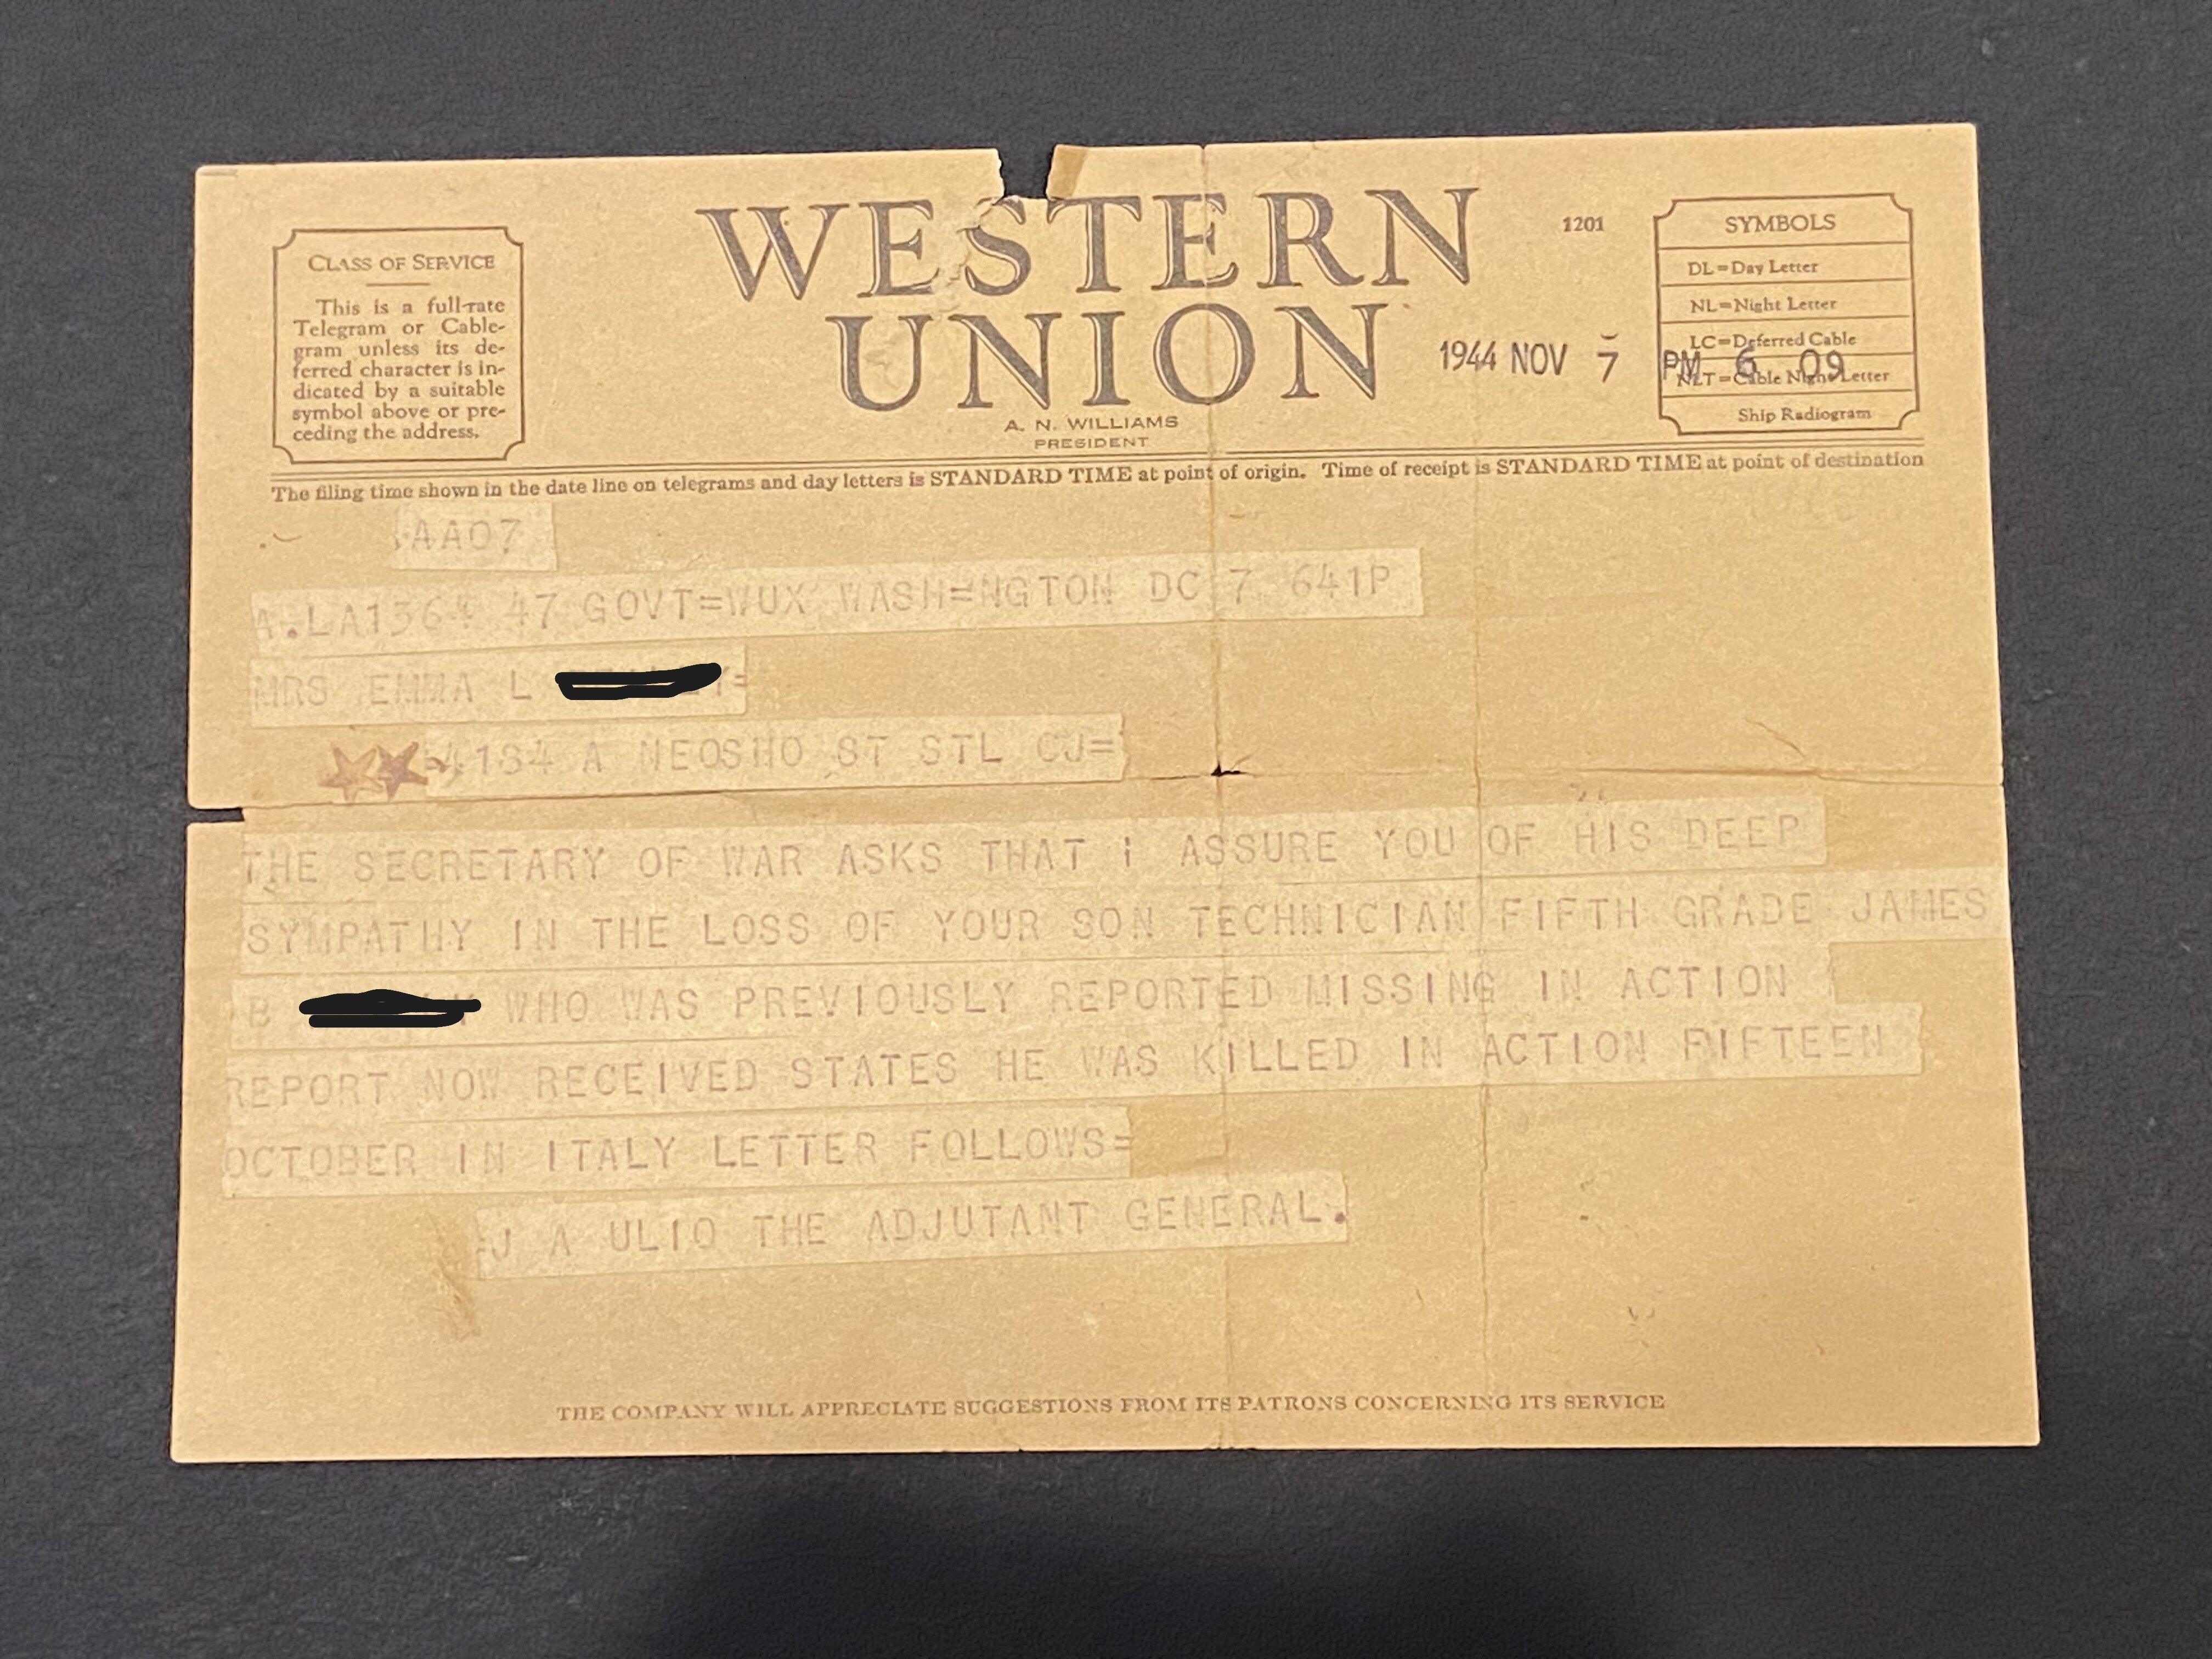 WESTERN
UNION
1201
A. N. WILLIAMS
PRESIDENT
1944 NOV 7 PM 6 09
CLASS OF SERVICE
This is a full-rate
Telegram or Cable-
gram unless its de-
ferred character is in-
dicated by a suitable
symbol above or pre-
ceding the address.
SYMBOLS
DL=Day Letter
NL=Night Letter
LC=Deferred Cable
NLT=Cable Night Letter
Ship Radiogram
The filing time shown in the date line on telegrams and day letters is STANDARD TIME at point of origin. Time of receipt is STANDARD TIME at point of destination
AA07
A.LA1364 47 GOVT=WUX WASH=NGTON DC 7 641P
MRS EMMA L
4134 A NEOSHO ST STL CJ=
THE SECRETARY OF WAR ASKS THAT I ASSURE YOU OF HIS DEEP
SYMPATHY IN THE LOSS OF YOUR SON TECHNICIAN FIFTH GRADE JAMES
B WHO WAS PREVIOUSLY REPORTED MISSING IN ACTION
REPORT NOW RECEIVED STATES HE WAS KILLED IN ACTION FIFTEEN
OCTOBER IN ITALY LETTER FOLLOWS=
=J A ULIO THE ADJUTANT GENERAL.
THE COMPANY WILL APPRECIATE SUGGESTIONS FROM ITS PATRONS CONCERNING ITS SERVICE